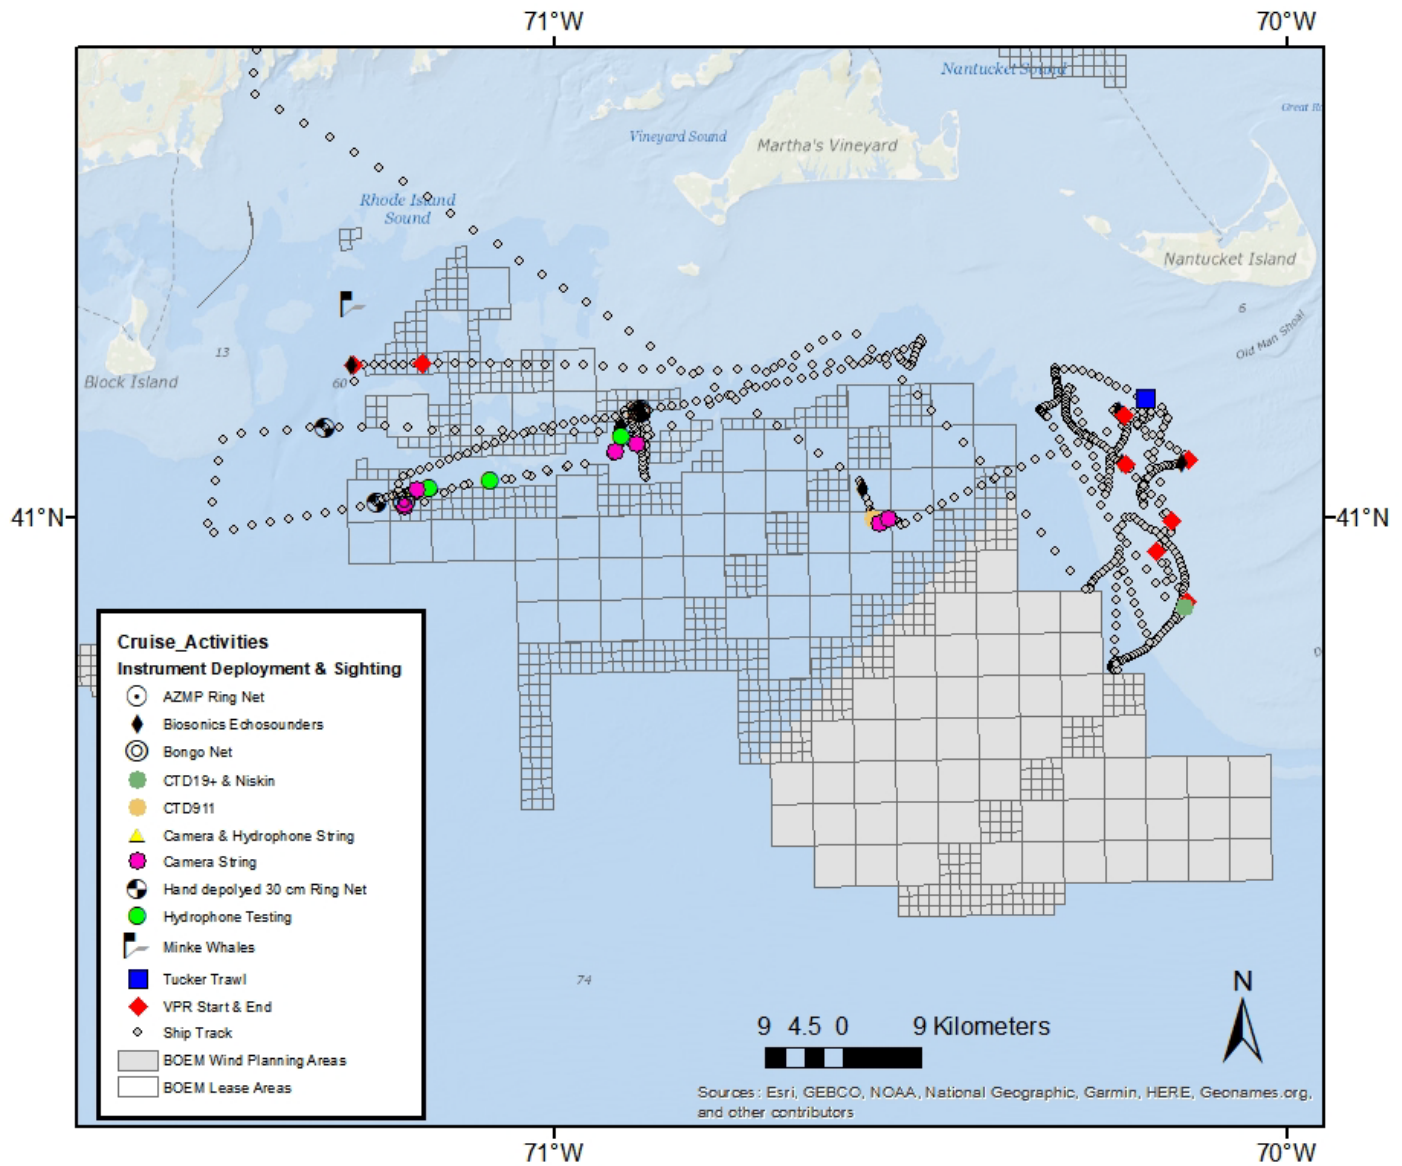 71°W
70°W
Nantucket Sound
Vineyard Sound
Martha's Vineyard
Rhode Island
Sound
Nantucket Island
6
Old Man Shoal
13
Block Island
60
41°N
41°N
Cruise_Activities
Instrument Deployment & Sighting
AZMP Ring Net
Biosonics Echosounders
Bongo Net
CTD19+ & Niskin
CTD911
Camera & Hydrophone String
Camera String
Hand depolyed 30 cm Ring Net
Hydrophone Testing
Minke Whales
Tucker Trawl
VPR Start & End
Ship Track
BOEM Wind Planning Areas
BOEM Lease Areas
74
N
9 4.5 0 9 Kilometers
Sources: Esri, GEBCO, NOAA, National Geographic, Garmin, HERE, Geonames.org,
and other contributors
71°W
70°W